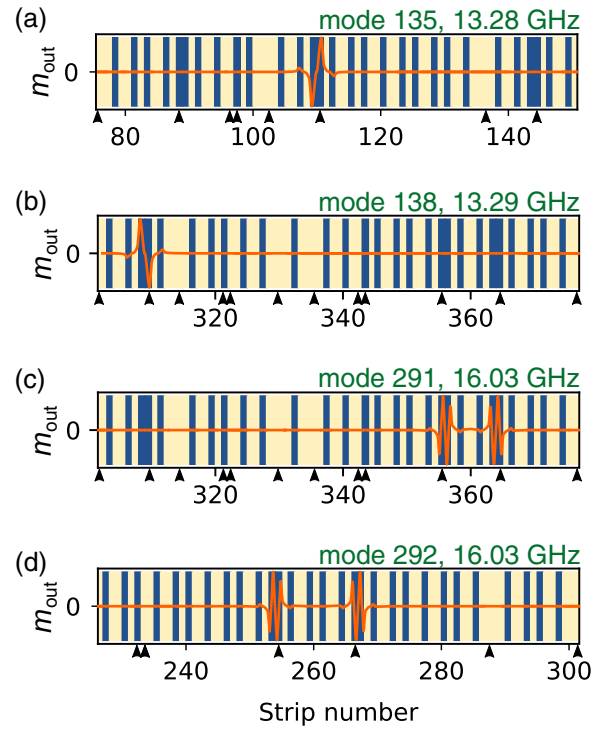 (a)
mode 135, 13.28 GHz
m_out
0
80 100 120 140
(b)
mode 138, 13.29 GHz
m_out
0
320 340 360
(c)
mode 291, 16.03 GHz
m_out
0
320 340 360
(d)
mode 292, 16.03 GHz
m_out
0
240 260 280 300
Strip number